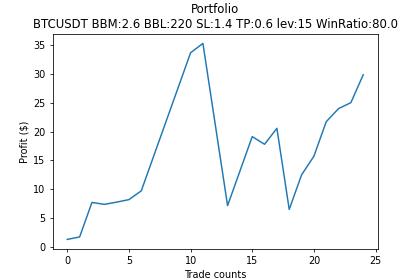 Portfolio
BTCUSDT BBM:2.6 BBL:220 SL:1.4 TP:0.6 lev:15 WinRatio:80.0
35
30
25
20
15
10
5
0
Profit ($)
0 5 10 15 20 25
Trade counts